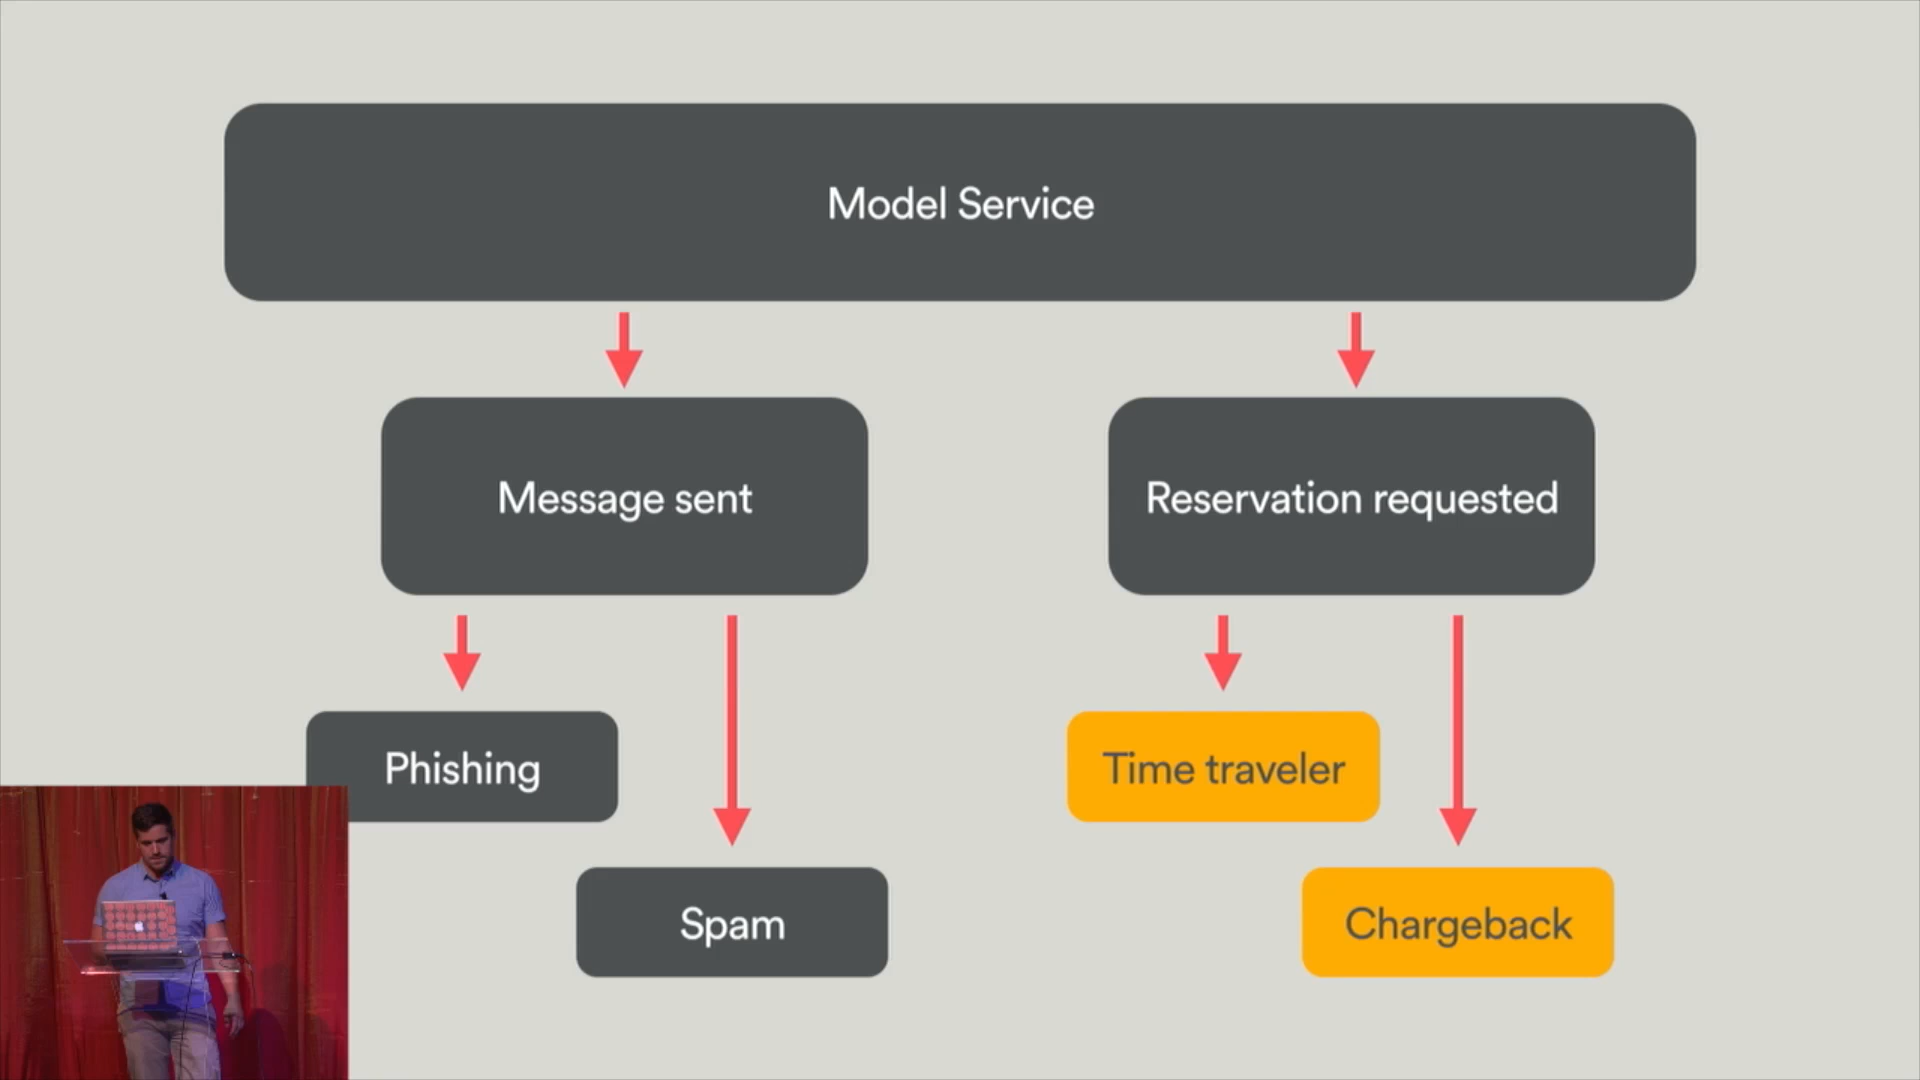 Model Service
Message sent
Reservation requested
Phishing
Time traveler
Spam
Chargeback